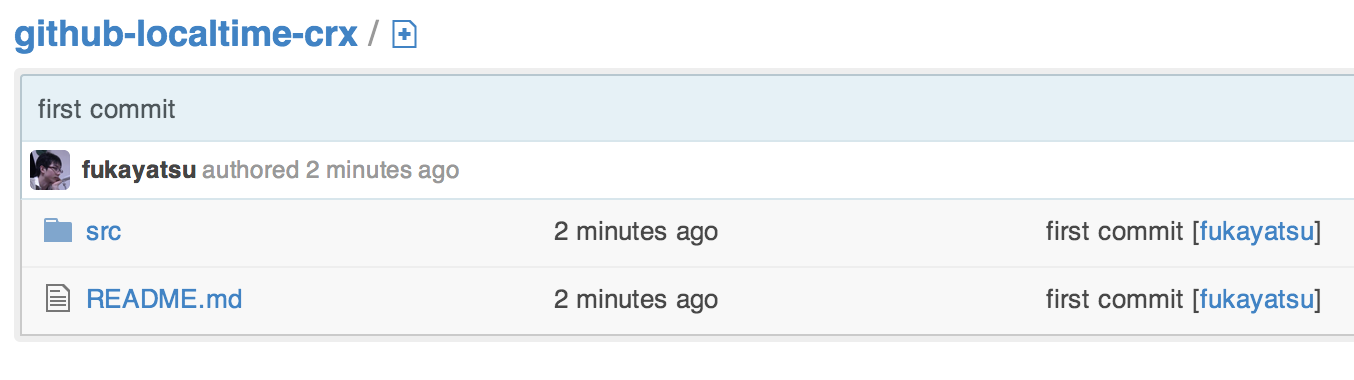 github-localtime-crx /
first commit
fukayatsu authored 2 minutes ago
src 2 minutes ago first commit [fukayatsu]
README.md 2 minutes ago first commit [fukayatsu]